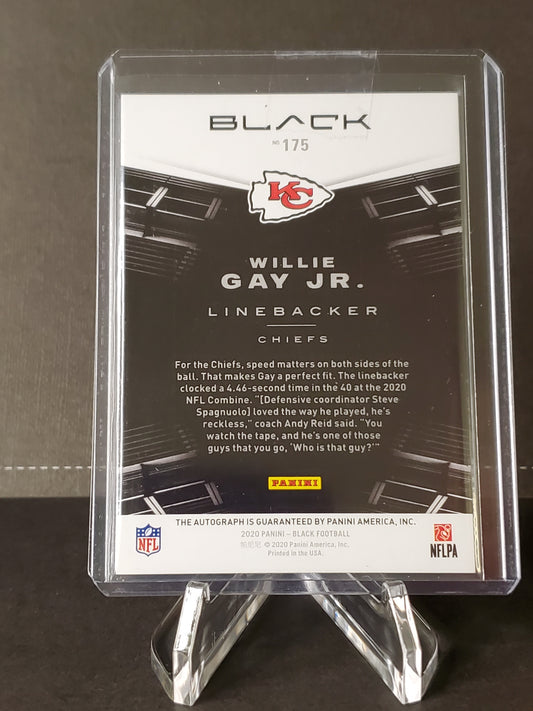 BLACK
NO. 175
KC
WILLIE
GAY JR.
LINEBACKER
CHIEFS
For the Chiefs, speed matters on both sides of the
ball. That makes Gay a perfect fit. The linebacker
clocked a 4.46-second time in the 40 at the 2020
NFL Combine. "[Defensive coordinator Steve
Spagnuolo] loved the way he played, he's
reckless," coach Andy Reid said. "You
watch the tape, and he's one of those
guys that you go, 'Who is that guy?'"
PANINI
THE AUTOGRAPH IS GUARANTEED BY PANINI AMERICA, INC.
2020 PANINI – BLACK FOOTBALL
帕尼尼 © 2020 Panini America, Inc.
Printed in the USA.
NFL
NFLPA